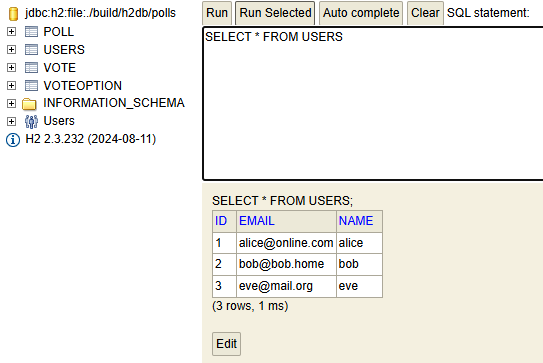 jdbc:h2:file:./build/h2db/polls
POLL
USERS
VOTE
VOTEOPTION
INFORMATION_SCHEMA
Users
H2 2.3.232 (2024-08-11)
Run Run Selected Auto complete Clear SQL statement:
SELECT * FROM USERS
SELECT * FROM USERS;
ID EMAIL NAME
1 alice@online.com alice
2 bob@bob.home bob
3 eve@mail.org eve
(3 rows, 1 ms)
Edit